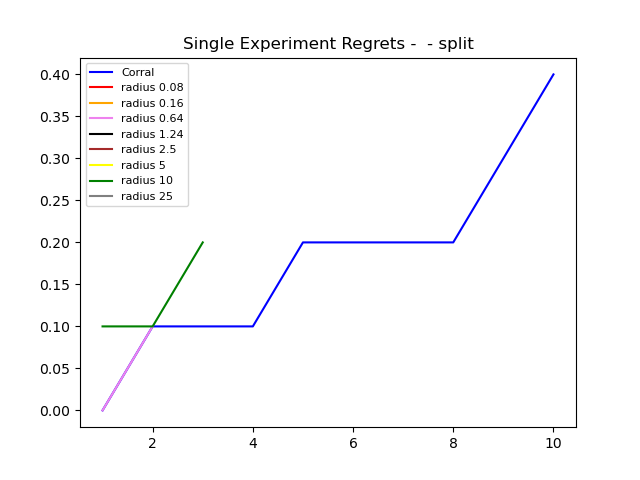 Single Experiment Regrets -  - split
Corral
radius 0.08
radius 0.16
radius 0.64
radius 1.24
radius 2.5
radius 5
radius 10
radius 25
0.40
0.35
0.30
0.25
0.20
0.15
0.10
0.05
0.00
2 4 6 8 10